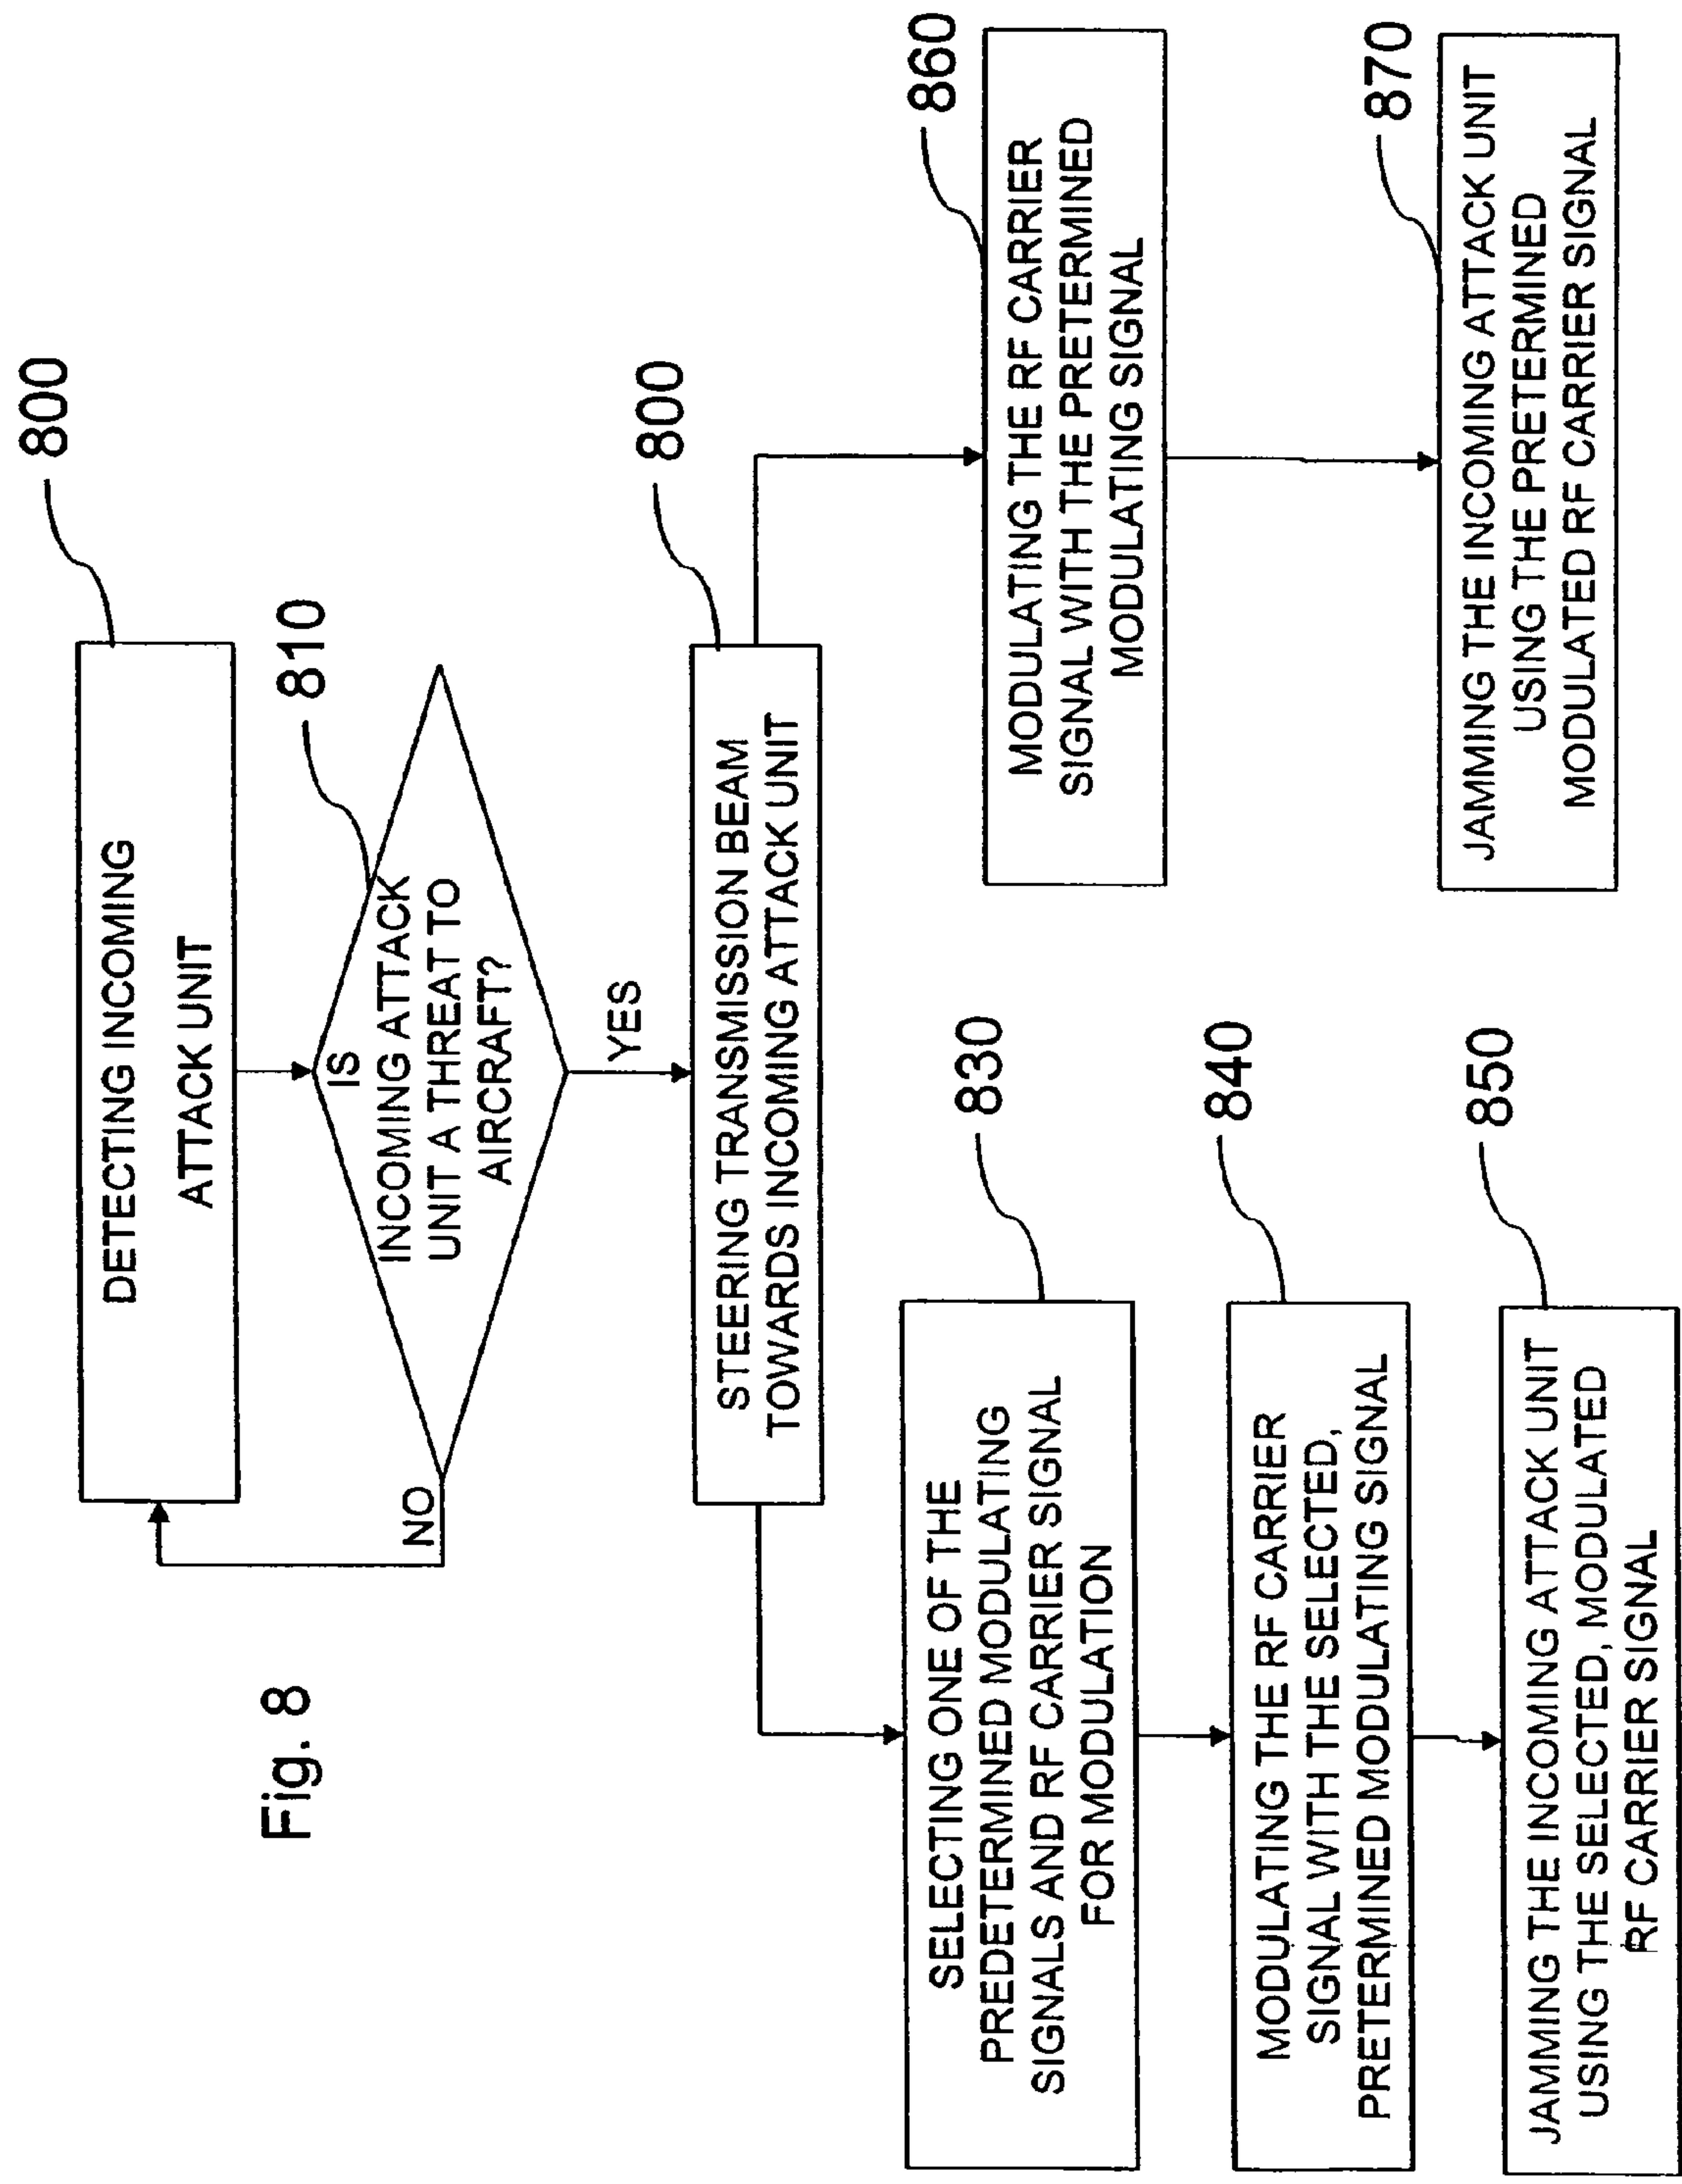 Fig. 8
800
DETECTING INCOMING
ATTACK UNIT
810
IS
INCOMING ATTACK
UNIT A THREAT TO
AIRCRAFT?
NO
YES
800
STEERING TRANSMISSION BEAM
TOWARDS INCOMING ATTACK UNIT
830
SELECTING ONE OF THE
PREDETERMINED MODULATING
SIGNALS AND RF CARRIER SIGNAL
FOR MODULATION
840
MODULATING THE RF CARRIER
SIGNAL WITH THE SELECTED,
PRETERMINED MODULATING SIGNAL
850
JAMMING THE INCOMING ATTACK UNIT
USING THE SELECTED, MODULATED
RF CARRIER SIGNAL
860
MODULATING THE RF CARRIER
SIGNAL WITH THE PRETERMINED
MODULATING SIGNAL
870
JAMMING THE INCOMING ATTACK UNIT
USING THE PRETERMINED
MODULATED RF CARRIER SIGNAL